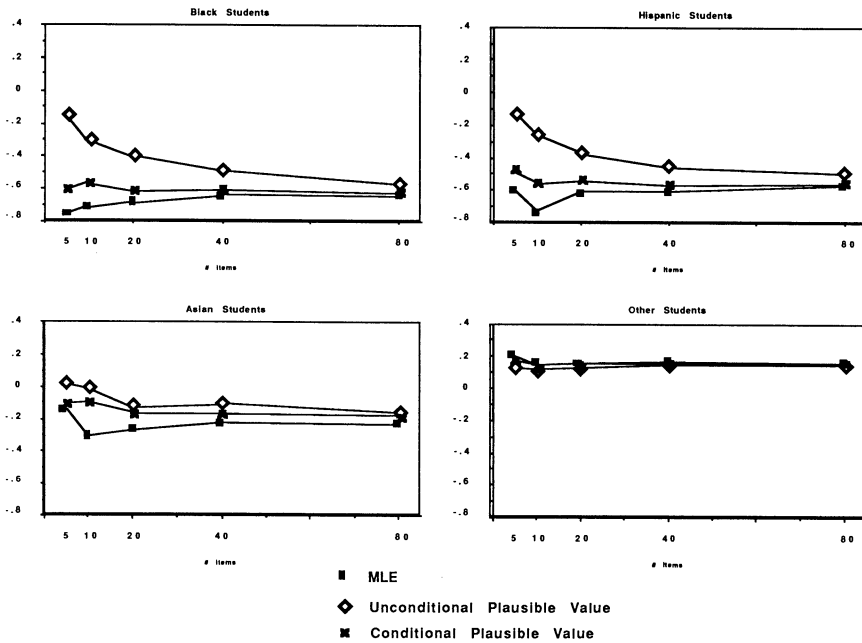 Black Students
.4
.2
0
-.2
-.4
-.6
-.8
5 10 20 40 80
# Items
Hispanic Students
.4
.2
0
-.2
-.4
-.6
-.8
5 10 20 40 80
# Items
Asian Students
.4
.2
0
-.2
-.4
-.6
-.8
5 10 20 40 80
# Items
Other Students
.4
.2
0
-.2
-.4
-.6
-.8
5 10 20 40 80
# Items
MLE
Unconditional Plausible Value
Conditional Plausible Value